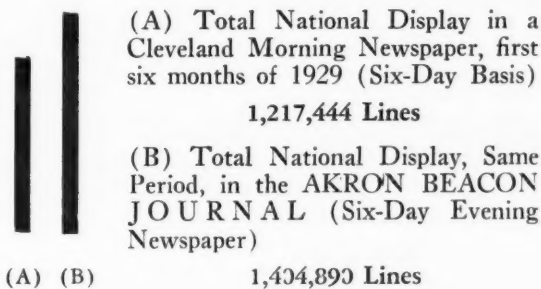 (A) Total National Display in a
Cleveland Morning Newspaper, first
six months of 1929 (Six-Day Basis)
1,217,444 Lines
(B) Total National Display, Same
Period, in the AKRON BEACON
JOURNAL (Six-Day Evening
Newspaper)
(A) (B)
1,404,890 Lines